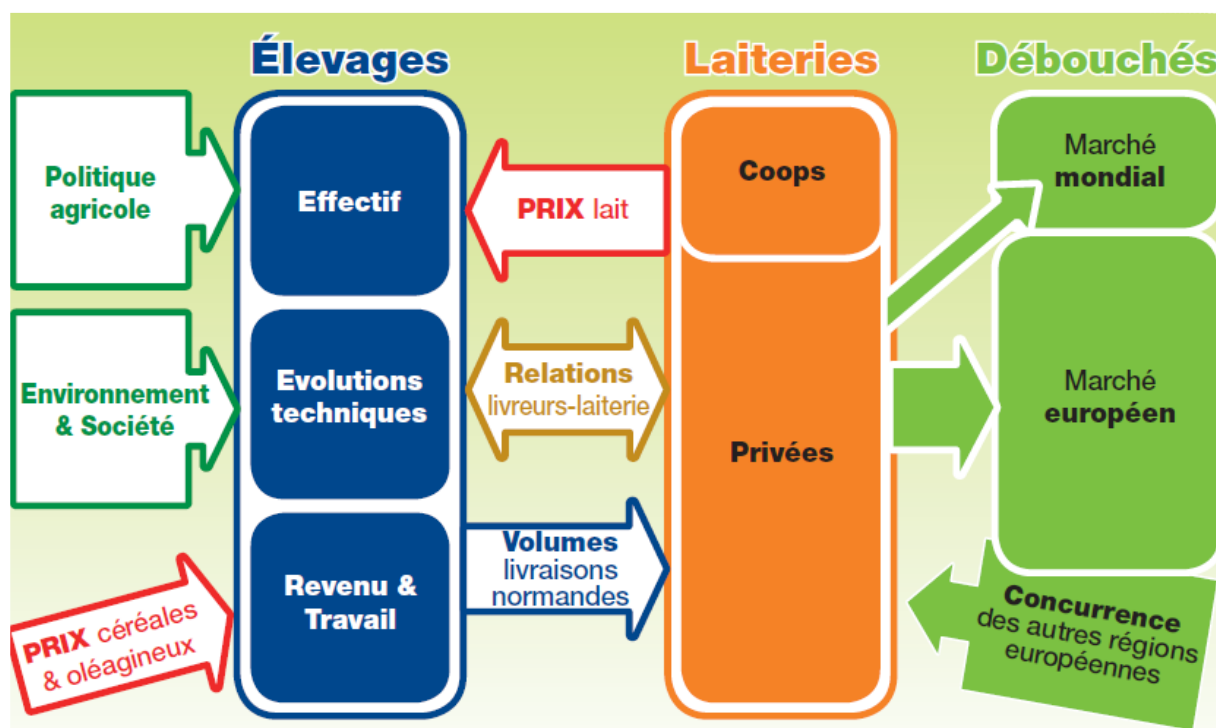 Élevages
Laiteries
Débouchés
Politique
agricole
Effectif
PRIX lait
Coops
Marché
mondial
Environnement
& Société
Evolutions
techniques
Relations
livreurs-laiterie
Privées
Marché
européen
PRIX céréales
& oléagineux
Revenu &
Travail
Volumes
livraisons
normandes
Concurrence
des autres régions
européennes